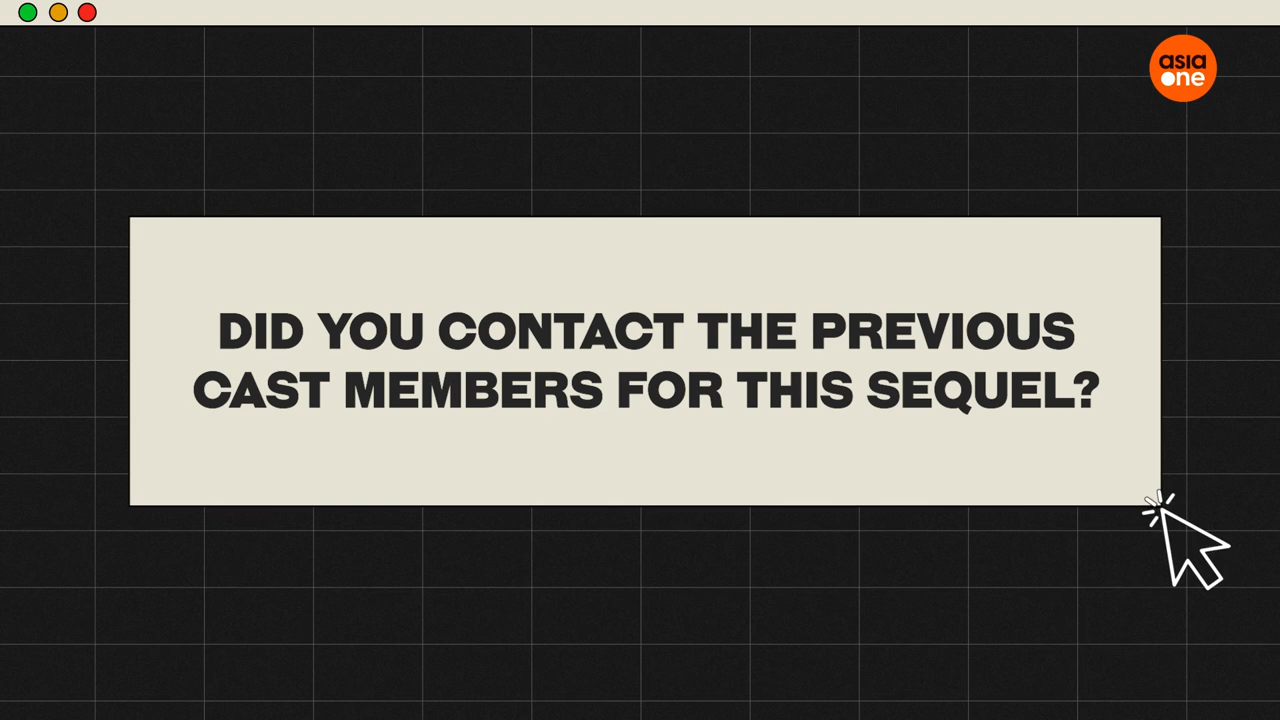 asia
one
DID YOU CONTACT THE PREVIOUS
CAST MEMBERS FOR THIS SEQUEL?